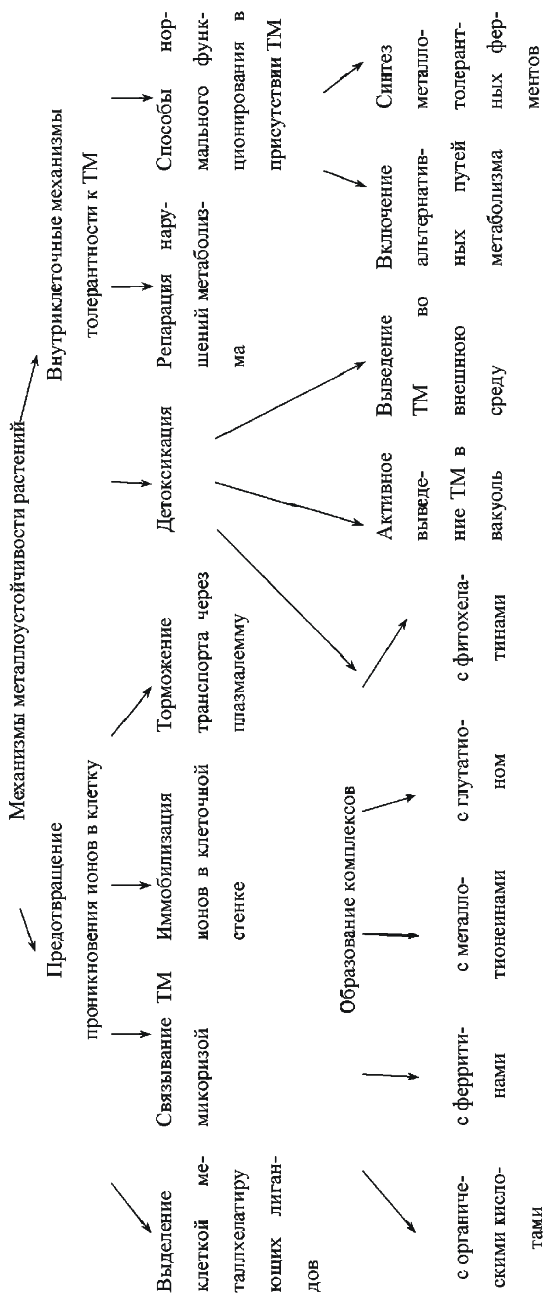 Механизмы металлоустойчивости растений
Предотвращение
проникновения ионов в клетку
Внутриклеточные механизмы
толерантности к ТМ
Выделение
клеткой ме-
таллхелатиру
ющих лиган-
дов
Связывание ТМ
микоризой
Иммобилизация
ионов в клеточной
стенке
Торможение
транспорта через
плазмалемму
Детоксикация
Репарация нару-
шений метаболиз-
ма
Способы нор-
мального функ-
ционирования в
присутствии ТМ
Образование комплексов
Активное
выведе-
ние ТМ в
вакуоль
Выведение
ТМ во
внешнюю
среду
Включение
альтернатив-
ных путей
метаболизма
Синтез
металло-
толерант-
ных фер-
ментов
с органиче-
скими кисло-
тами
с феррити-
нами
с металло-
тионеинами
с глутатио-
ном
с фитохела-
тинами